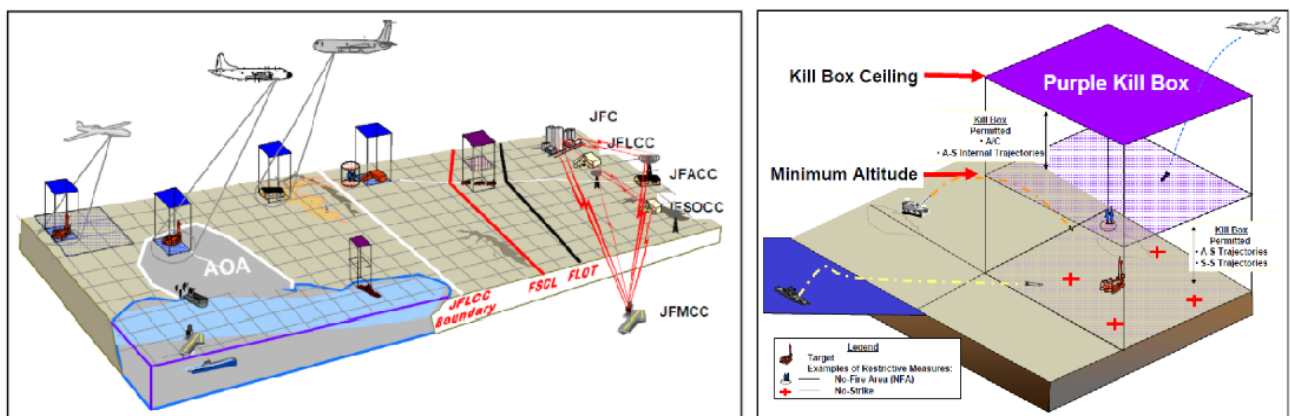 JFC
JFLCC
JFACC
JFSOCC
AOA
JFLCC
Boundary
FSCL
FLOT
JFMCC
Kill Box Ceiling
Purple Kill Box
Kill Box
Permitted
• A/C
• A-S Internal Trajectories
Minimum Altitude
Kill Box
Permitted
• A-S Trajectories
• S-S Trajectories
Legend
Target
Examples of Restrictive Measures:
No-Fire Area (NFA)
No-Strike